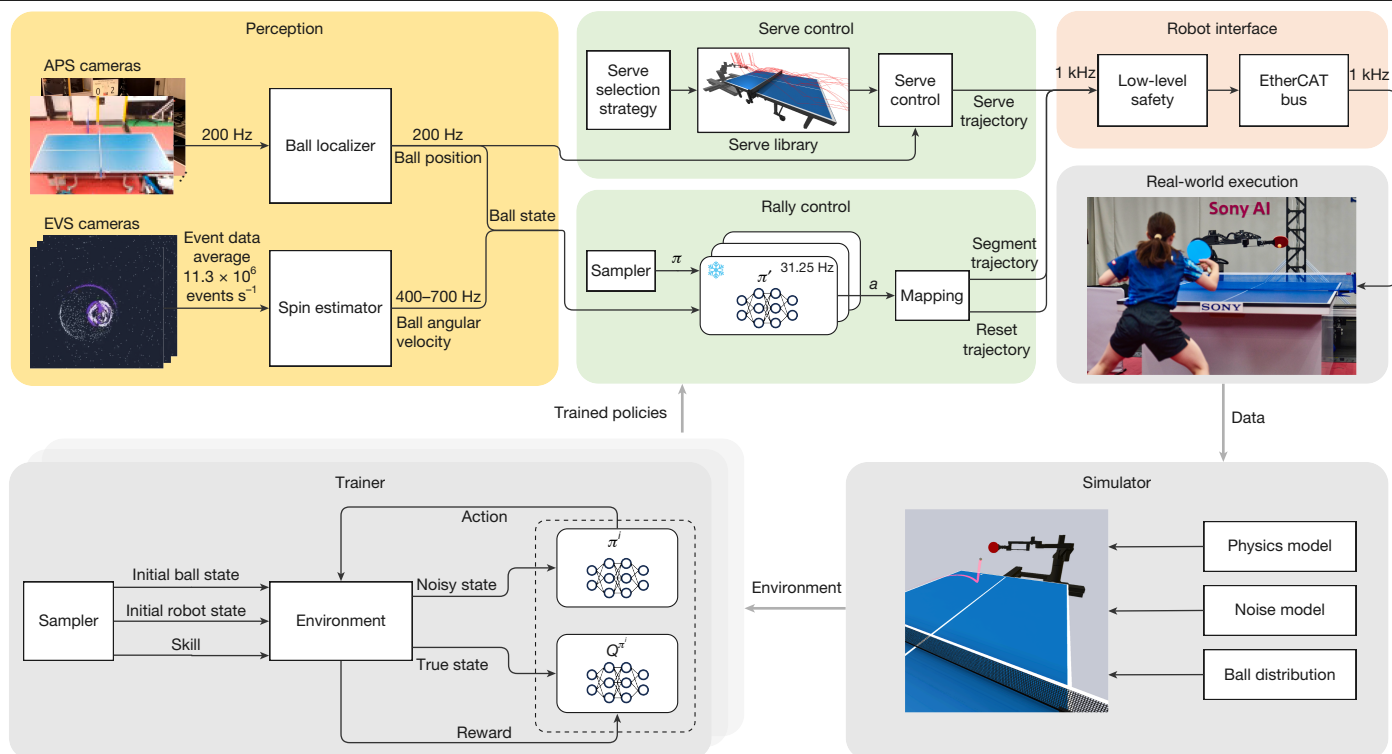 Perception
APS cameras
200 Hz
Ball localizer
200 Hz
Ball position
EVS cameras
Event data
average
11.3 × 10⁶
events s⁻¹
Spin estimator
400–700 Hz
Ball angular
velocity
Ball state
Serve control
Serve
selection
strategy
Serve library
Serve
control
Serve
trajectory
1 kHz
Rally control
Sampler
π
π′
31.25 Hz
a
Mapping
Segment
trajectory
Reset
trajectory
Robot interface
Low-level
safety
EtherCAT
bus
1 kHz
Real-world execution
Sony AI
SONY
Trained policies
Data
Trainer
Sampler
Initial ball state
Initial robot state
Skill
Environment
Action
Noisy state
True state
Reward
πⁱ
Q^πⁱ
Environment
Simulator
Physics model
Noise model
Ball distribution